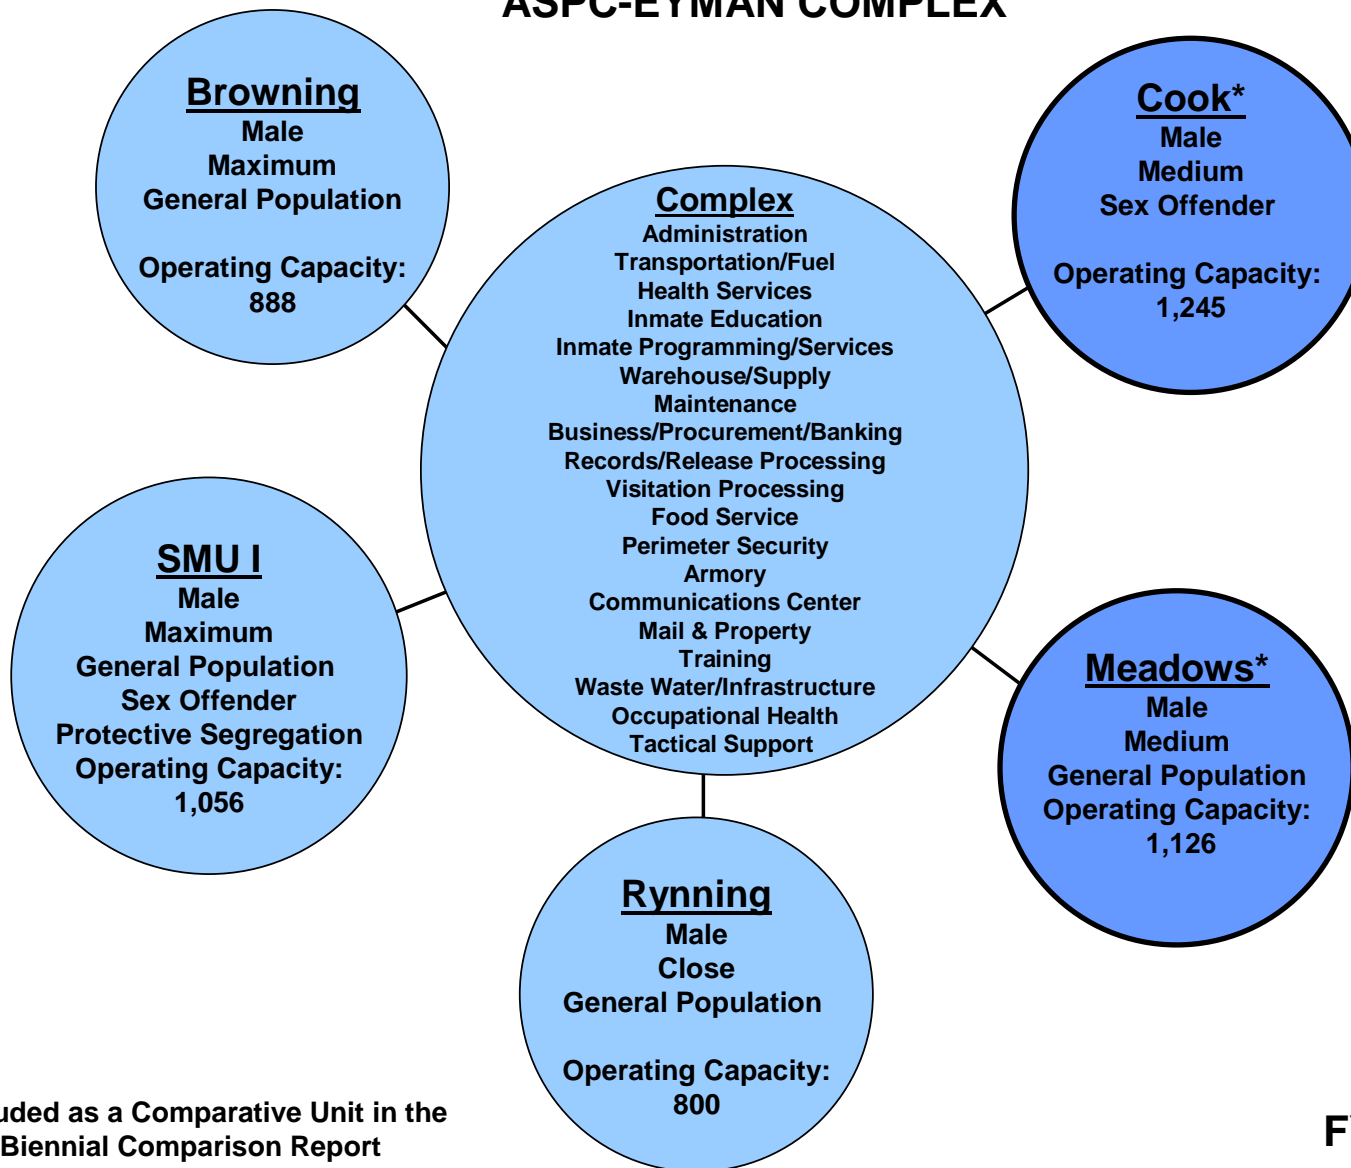 ASPC-EYMAN COMPLEX
Browning
Male
Maximum
General Population
Operating Capacity:
888
Cook*
Male
Medium
Sex Offender
Operating Capacity:
1,245
Complex
Administration
Transportation/Fuel
Health Services
Inmate Education
Inmate Programming/Services
Warehouse/Supply
Maintenance
Business/Procurement/Banking
Records/Release Processing
Visitation Processing
Food Service
Perimeter Security
Armory
Communications Center
Mail & Property
Training
Waste Water/Infrastructure
Occupational Health
Tactical Support
SMU I
Male
Maximum
General Population
Sex Offender
Protective Segregation
Operating Capacity:
1,056
Meadows*
Male
Medium
General Population
Operating Capacity:
1,126
Rynning
Male
Close
General Population
Operating Capacity:
800
as a Comparative Unit in the
Biennial Comparison Report